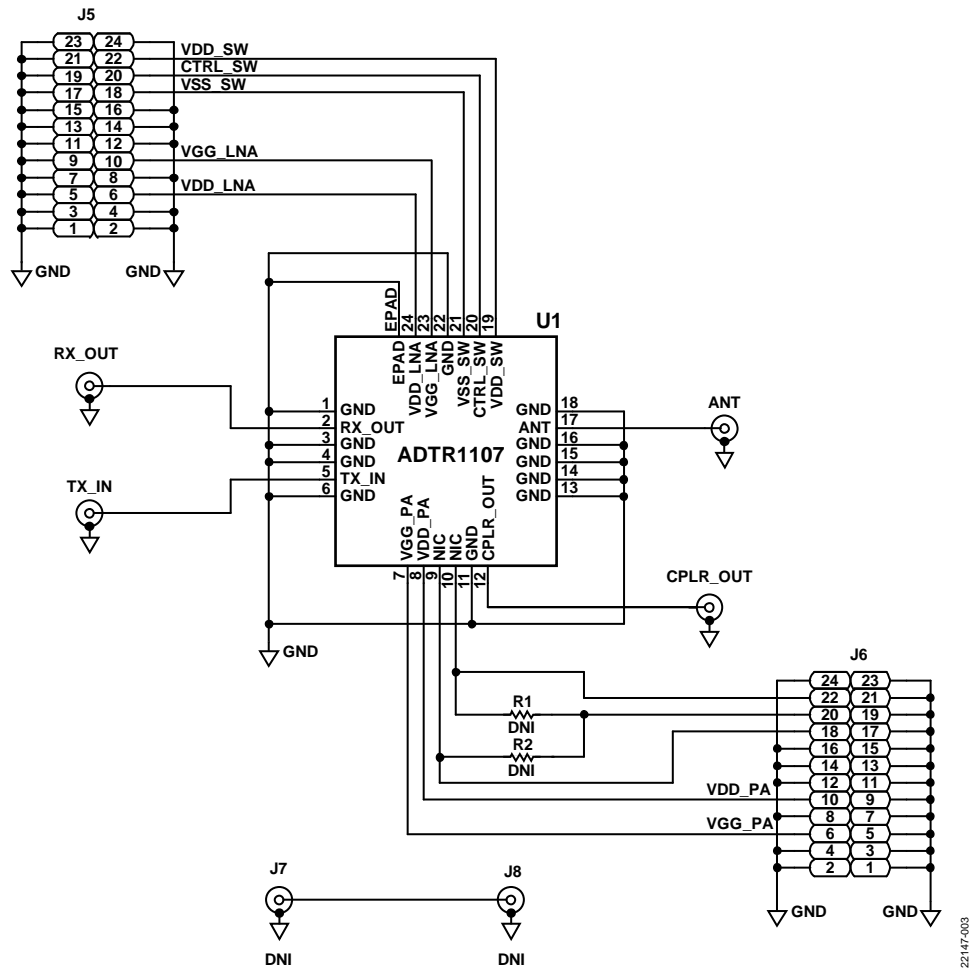 J5
23 24
21 22 VDD_SW
19 20 CTRL_SW
17 18 VSS_SW
15 16
13 14
11 12
9 10 VGG_LNA
7 8
5 6 VDD_LNA
3 4
1 2
GND GND
U1
EPAD 24 23 22 21 20 19
EPAD VDD_LNA VGG_LNA GND VSS_SW CTRL_SW VDD_SW
RX_OUT
TX_IN
1 GND
2 RX_OUT
3 GND
4 GND
5 TX_IN
6 GND
ADTR1107
GND 18
ANT 17
GND 16
GND 15
GND 14
GND 13
ANT
VGG_PA VDD_PA NIC NIC GND CPLR_OUT
7 8 9 10 11 12
CPLR_OUT
GND
J6
24 23
22 21
20 19
18 17
16 15
14 13
12 11
VDD_PA 10 9
8 7
VGG_PA 6 5
4 3
2 1
GND GND
R1
DNI
R2
DNI
J7 J8
DNI DNI
22147-003